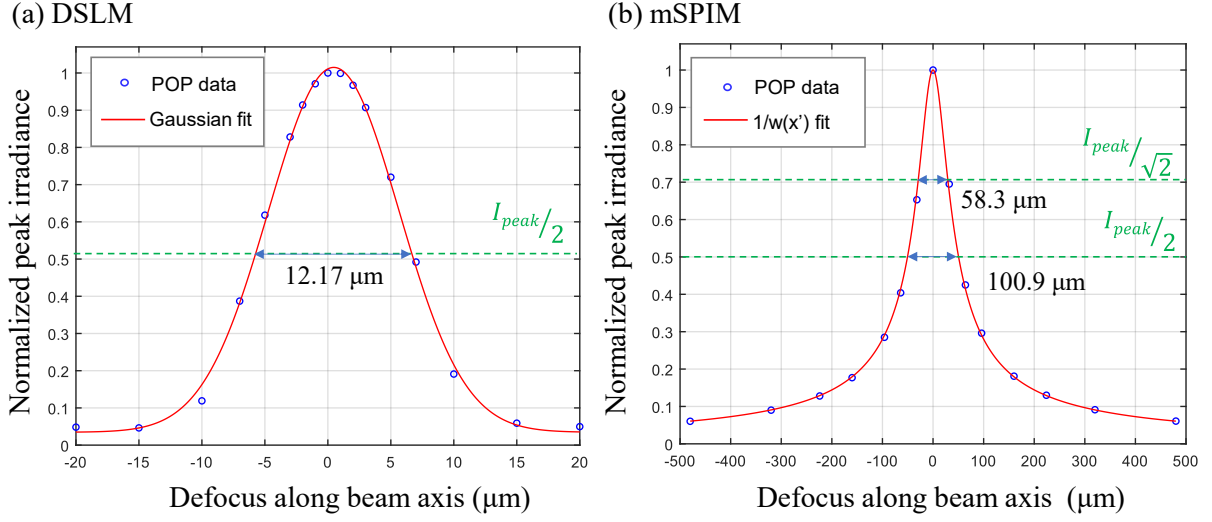 (a) DSLM
Normalized peak irradiance
1
0.9
0.8
0.7
0.6
0.5
0.4
0.3
0.2
0.1
0
POP data
Gaussian fit
I_peak/2
12.17 μm
-20 -15 -10 -5 0 5 10 15 20
Defocus along beam axis (μm)
(b) mSPIM
Normalized peak irradiance
1
0.9
0.8
0.7
0.6
0.5
0.4
0.3
0.2
0.1
0
POP data
1/w(x') fit
I_peak/√2
58.3 μm
I_peak/2
100.9 μm
-500 -400 -300 -200 -100 0 100 200 300 400 500
Defocus along beam axis (μm)